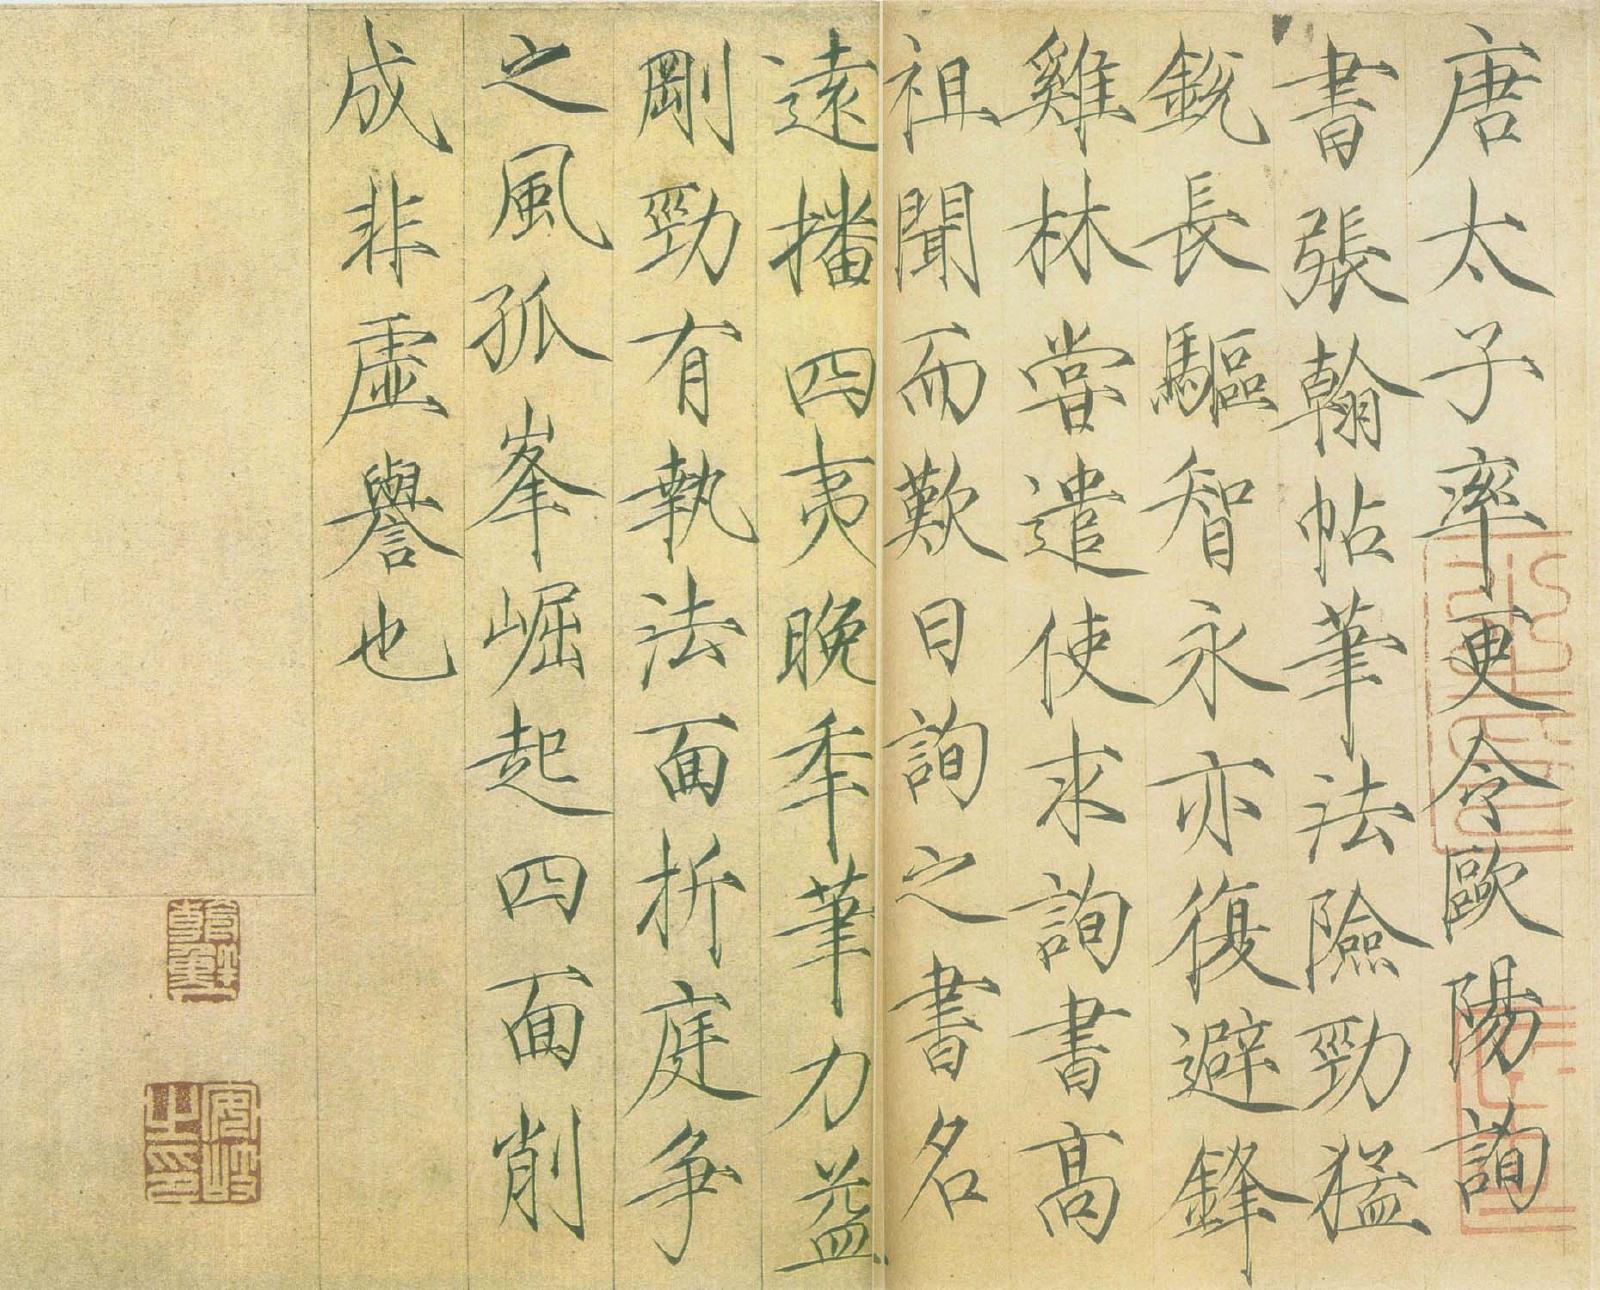 唐太子率更令歐陽詢
書張翰帖筆法險勁猛
銳長驅智永亦復避鋒
雞林嘗遣使求詢書高
祖聞而歎曰詢之書名
遠播四夷晚秊筆力益
剛勁有執法面折庭争
之風孤峯崛起四面削
成非虛譽也